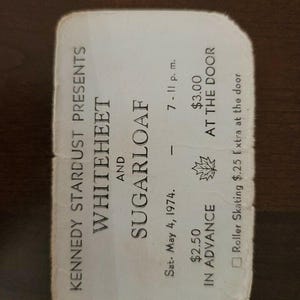 KENNEDY STARDUST PRESENTS
WHITEHEET
AND
SUGARLOAF
Sat- May 4, 1974. — 7 - 11 p. m.
$2.50 $3.00
IN ADVANCE AT THE DOOR
Roller Skating $.25 Extra at the door